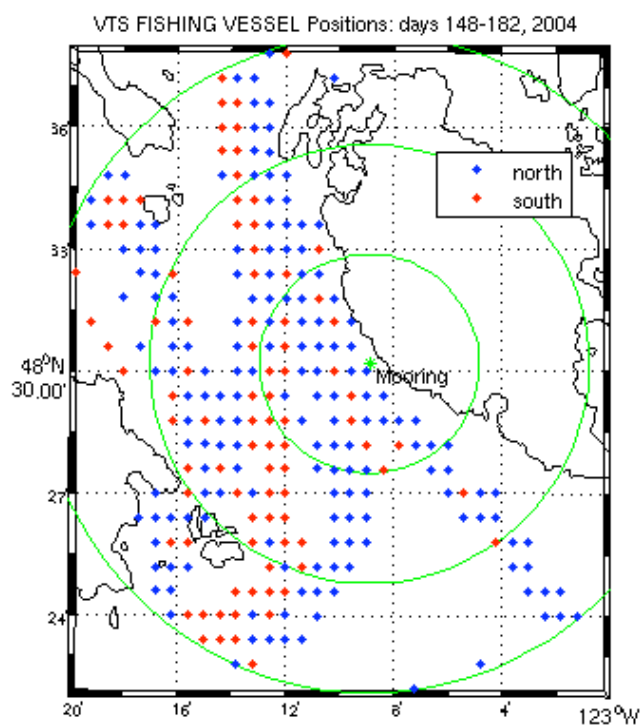 VTS FISHING VESSEL Positions: days 148-182, 2004
36
north
south
33
48°N
30.00'
Mooring
27
24
20' 16' 12' 8' 4' 123°W